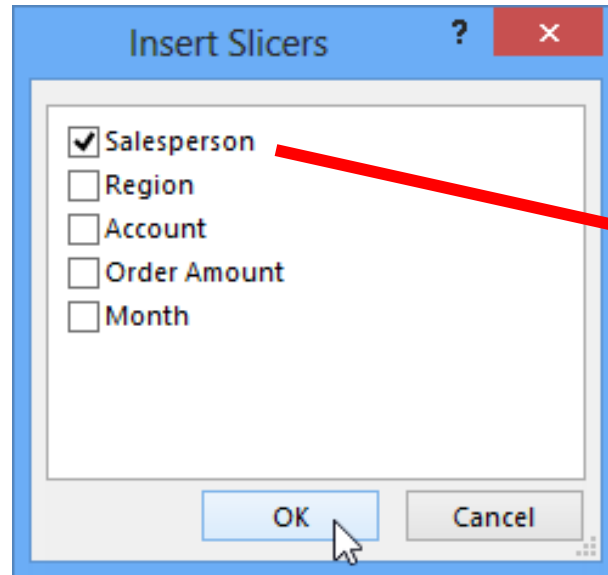 Insert Slicers ?
Salesperson
Region
Account
Order Amount
Month
OK Cancel